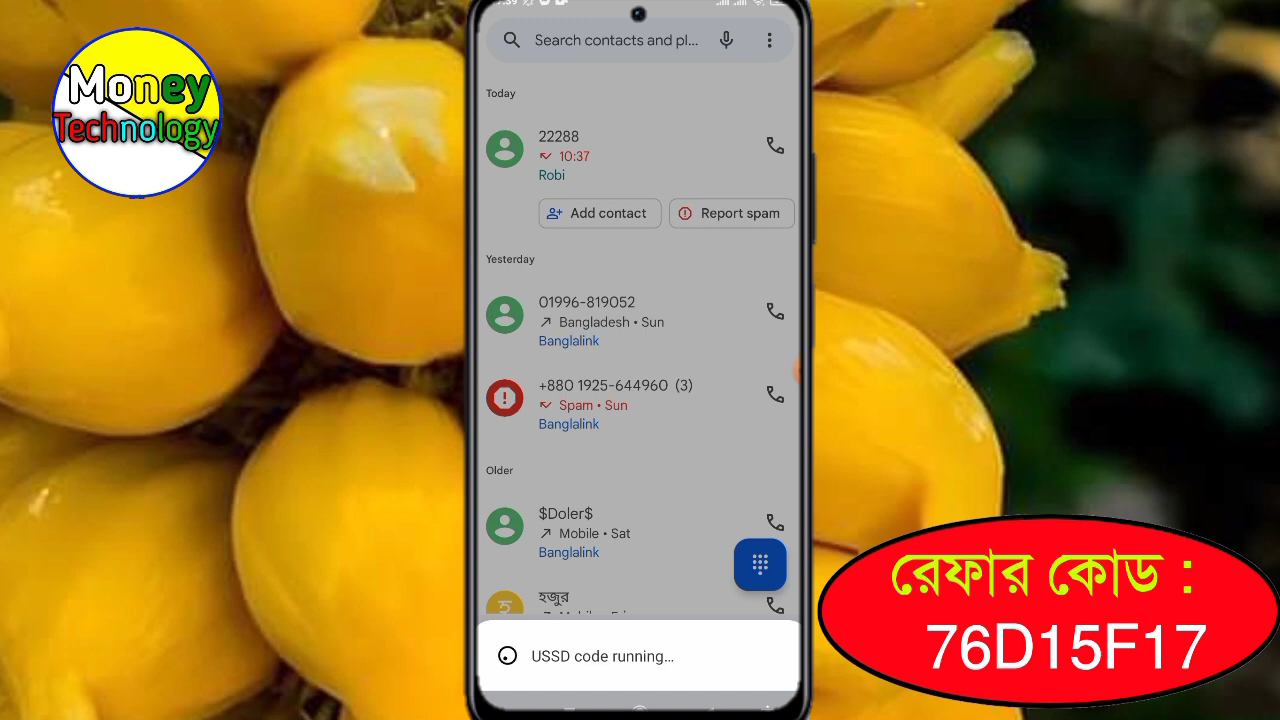 Money
Technology
Search contacts and pl...
Today
22288
10:37
Robi
Add contact
Report spam
Yesterday
01996-819052
Bangladesh • Sun
Banglalink
+880 1925-644960 (3)
Spam • Sun
Banglalink
Older
$Doler$
Mobile • Sat
Banglalink
হ
হুজুর
USSD code running...
রেফার কোড :
76D15F17